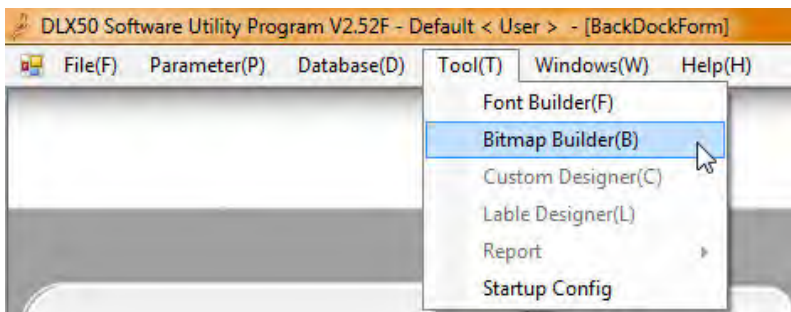 DLX50 Software Utility Program V2.52F - Default < User > - [BackDockForm]
File(F) Parameter(P) Database(D) Tool(T) Windows(W) Help(H)
Font Builder(F)
Bitmap Builder(B)
Custom Designer(C)
Lable Designer(L)
Report
Startup Config